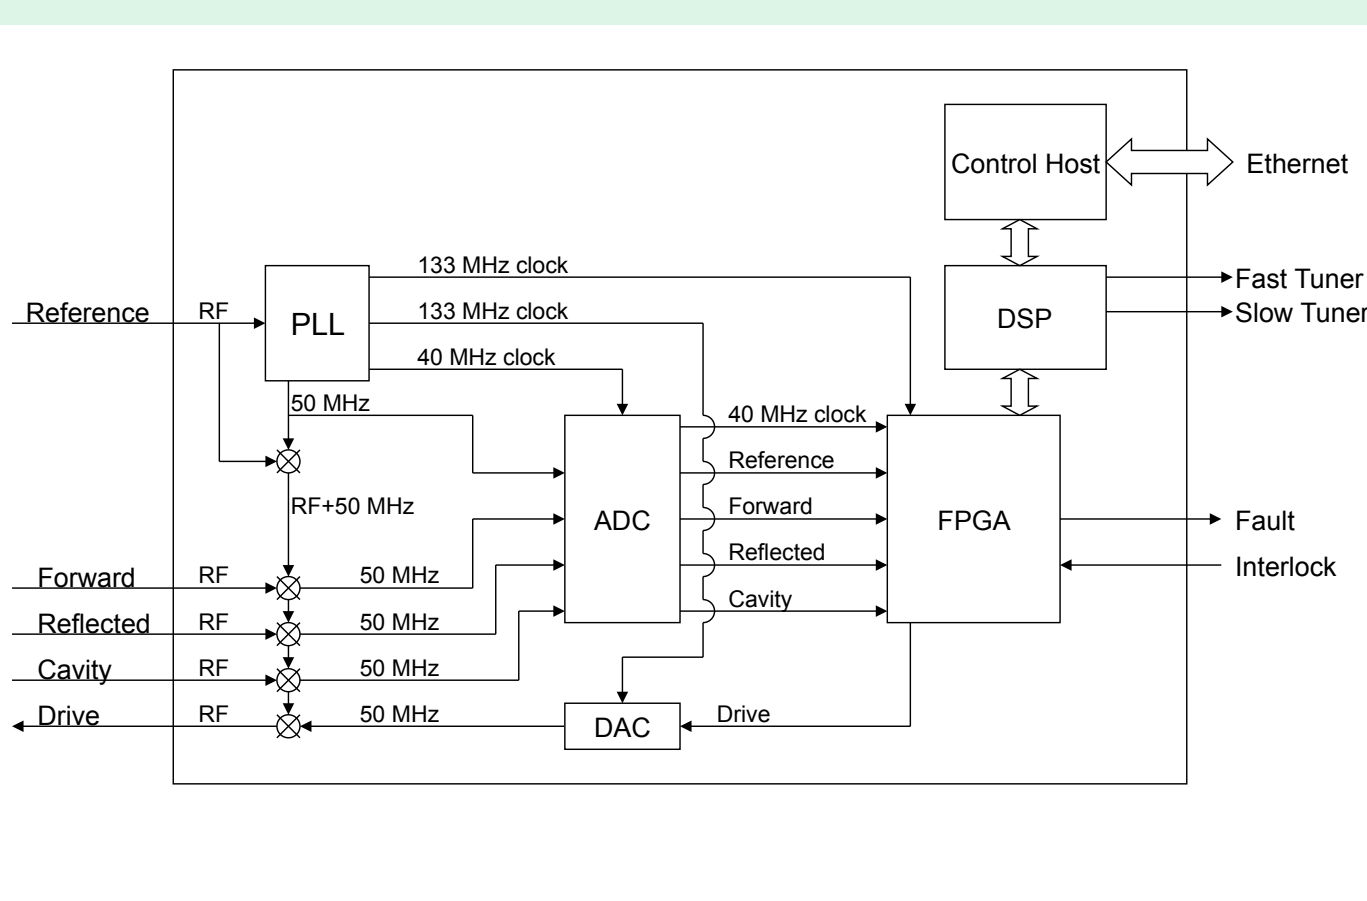 Control Host
Ethernet
133 MHz clock
Fast Tuner
Reference
RF
PLL
133 MHz clock
DSP
Slow Tuner
40 MHz clock
50 MHz
40 MHz clock
Reference
RF+50 MHz
Forward
ADC
FPGA
Fault
Reflected
Interlock
Forward
RF
50 MHz
Cavity
Reflected
RF
50 MHz
Cavity
RF
50 MHz
Drive
RF
50 MHz
DAC
Drive